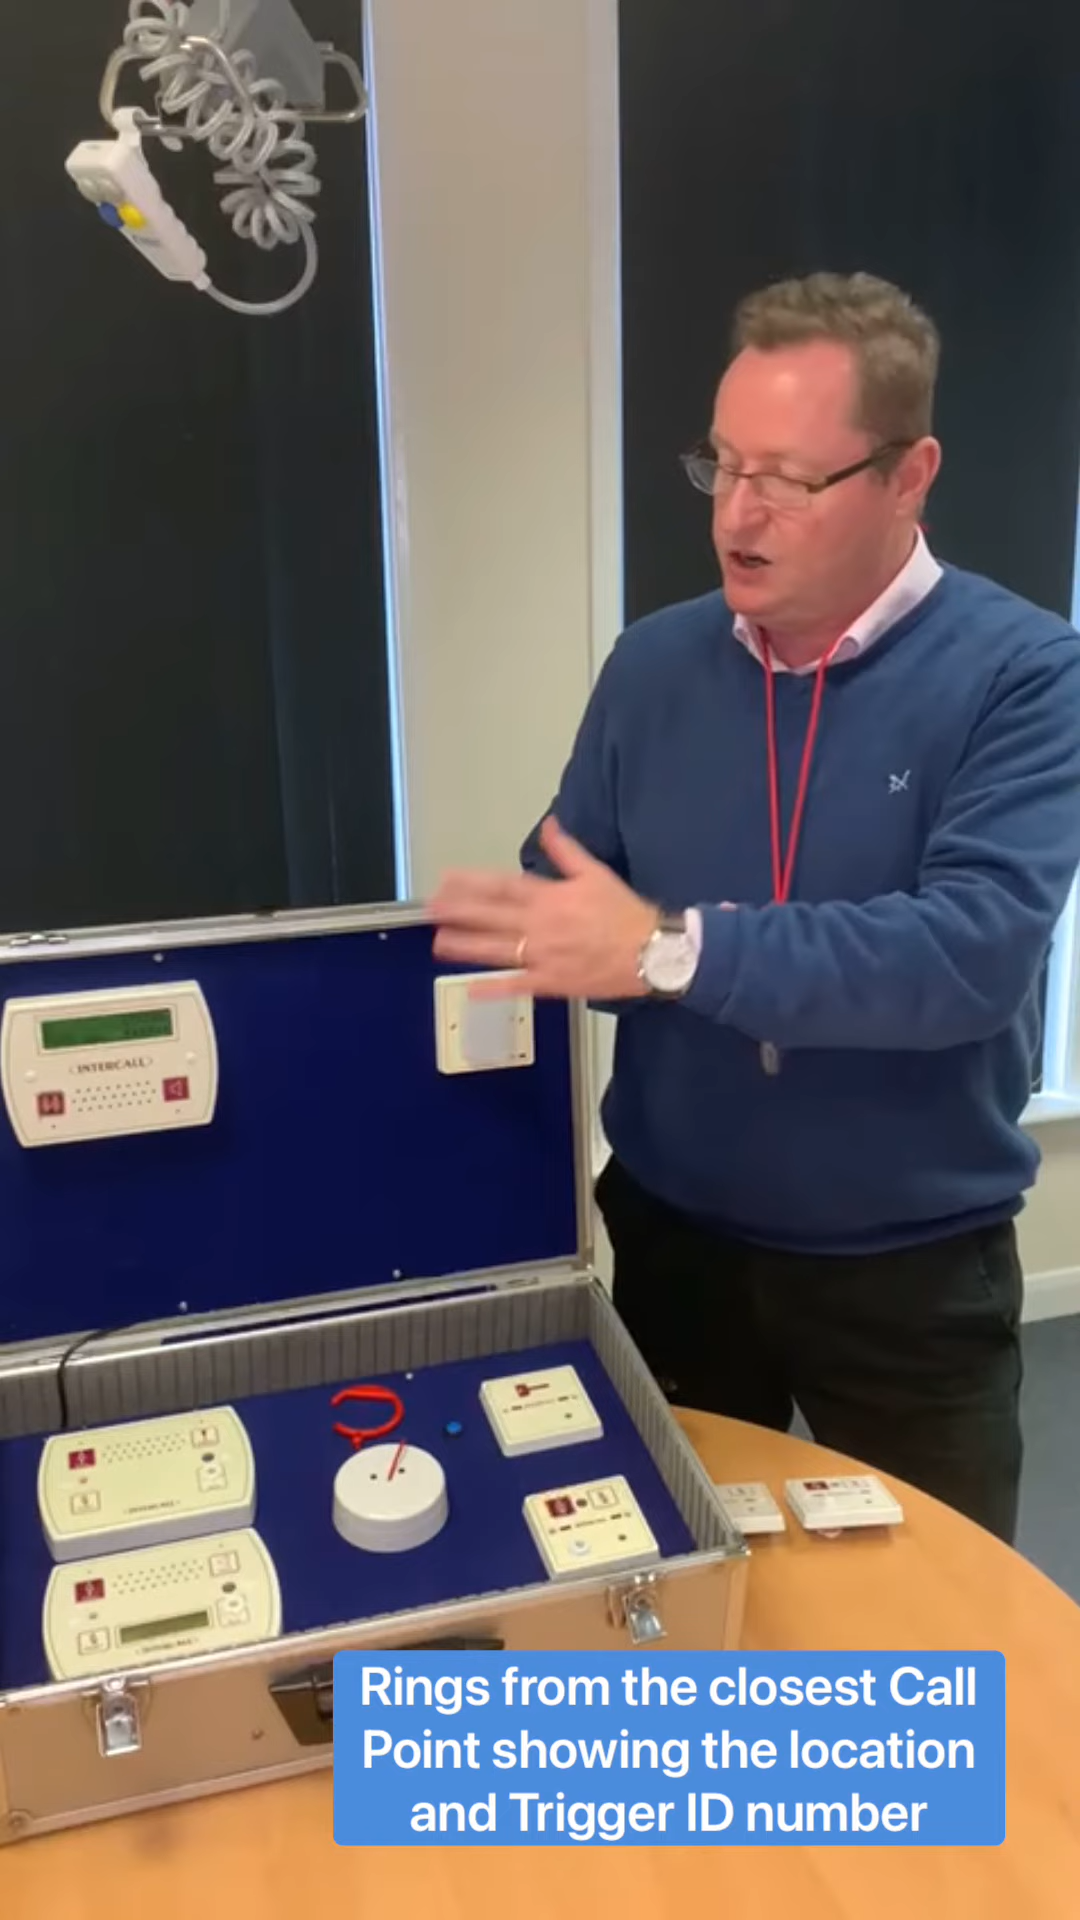 INTERCALL
Rings from the closest Call
Point showing the location
and Trigger ID number